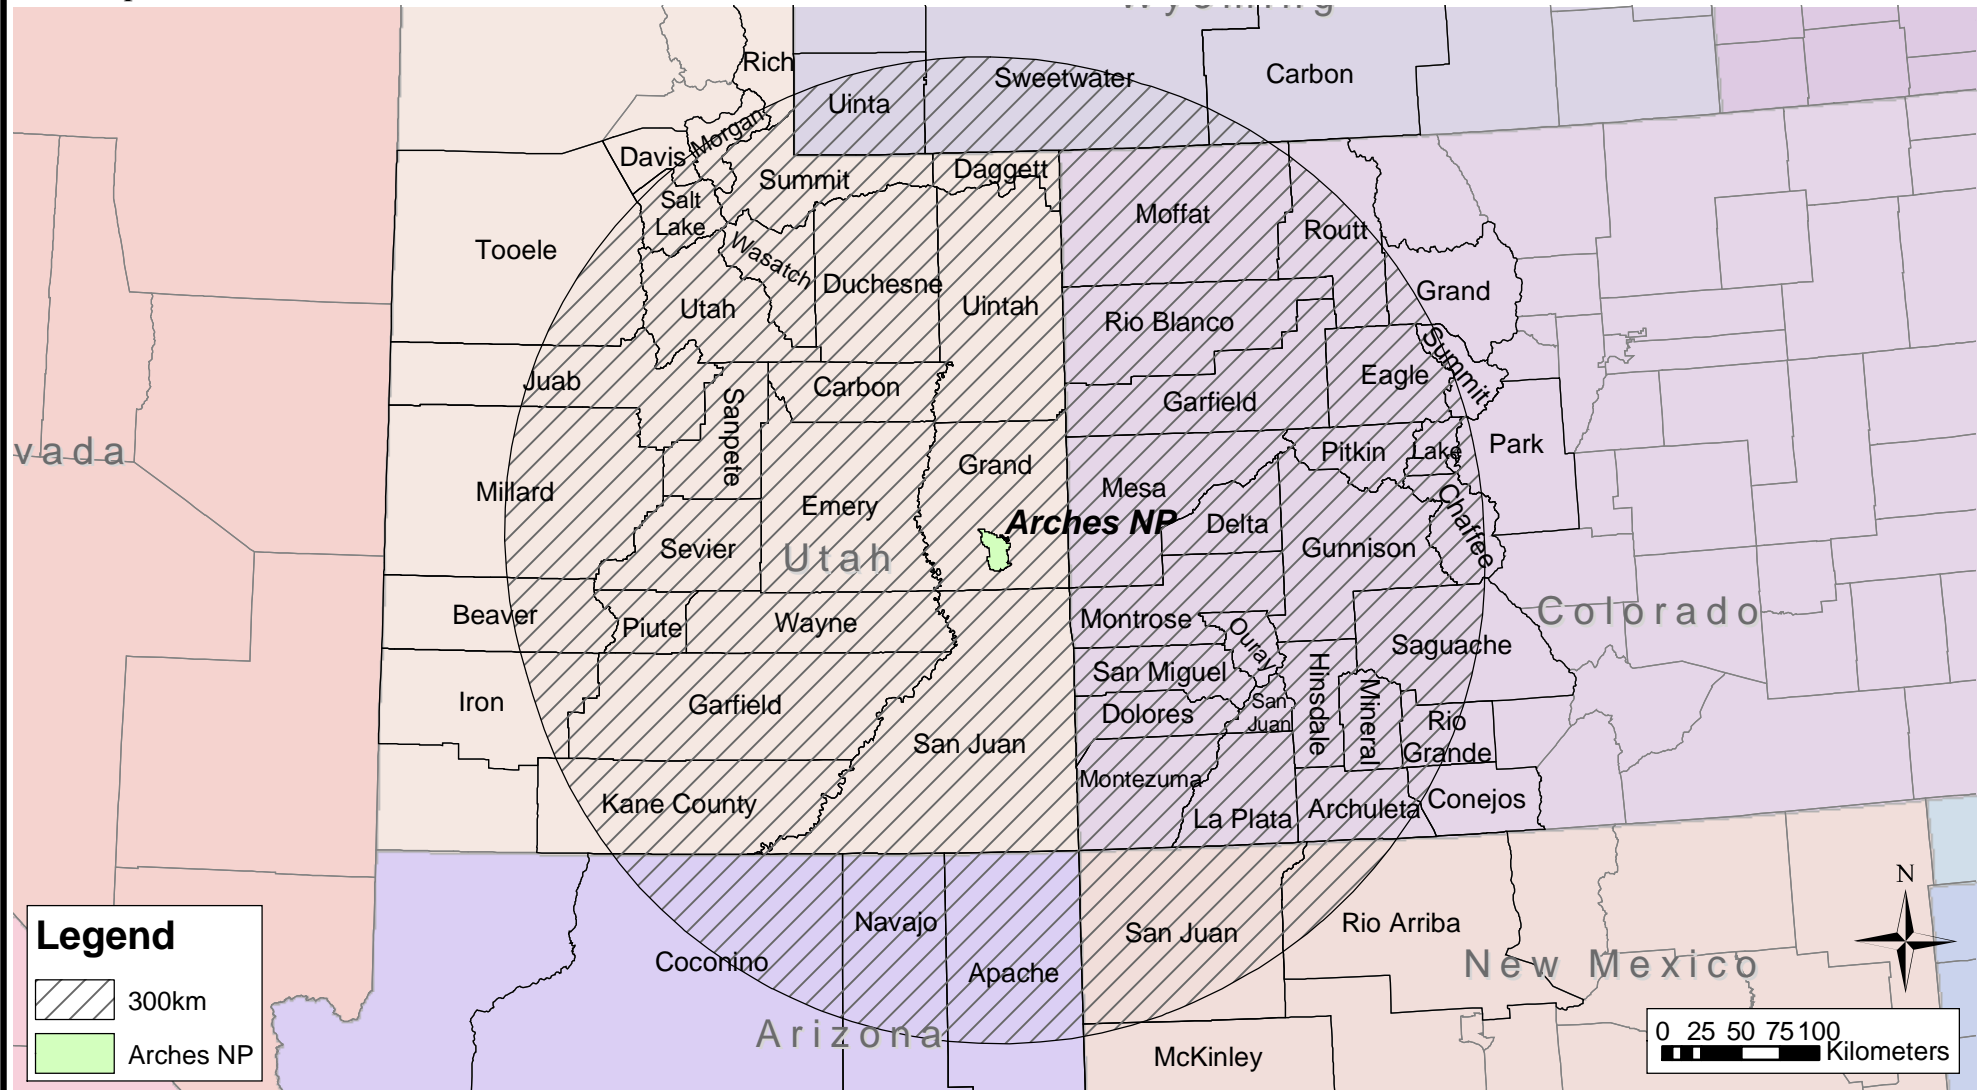 Wyoming
Rich
Sweetwater
Carbon
Uinta
Morgan
Davis
Summit
Daggett
Salt
Lake
Moffat
Routt
Tooele
Wasatch
Duchesne
Uintah
Grand
Utah
Rio Blanco
Summit
Juab
Carbon
Eagle
Sanpete
Garfield
vada
Grand
Pitkin
Lake
Park
Millard
Emery
Mesa
Chaffee
Arches NP
Delta
Sevier
Utah
Gunnison
Beaver
Piute
Wayne
Montrose
Ouray
Colorado
Saguache
San Miguel
Hinsdale
Mineral
Iron
Garfield
Dolores
San
Juan
Rio
Grande
San Juan
Montezuma
Kane County
La Plata
Archuleta
Conejos
N
Navajo
San Juan
Rio Arriba
Coconino
Apache
New Mexico
Arizona
McKinley
Legend
300km
Arches NP
0 25 50 75 100
Kilometers